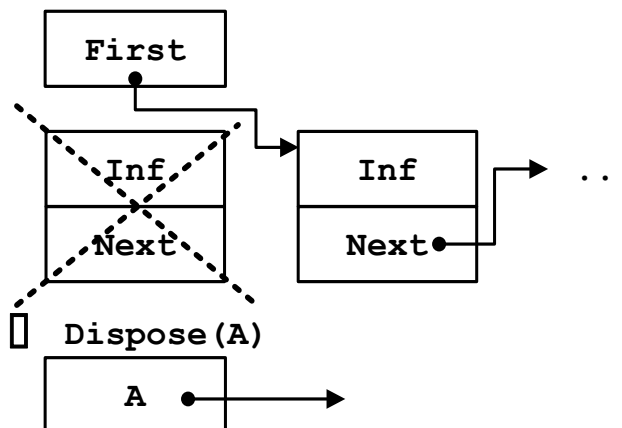 First
Inf
Next
Inf
Next
..
Dispose(A)
A